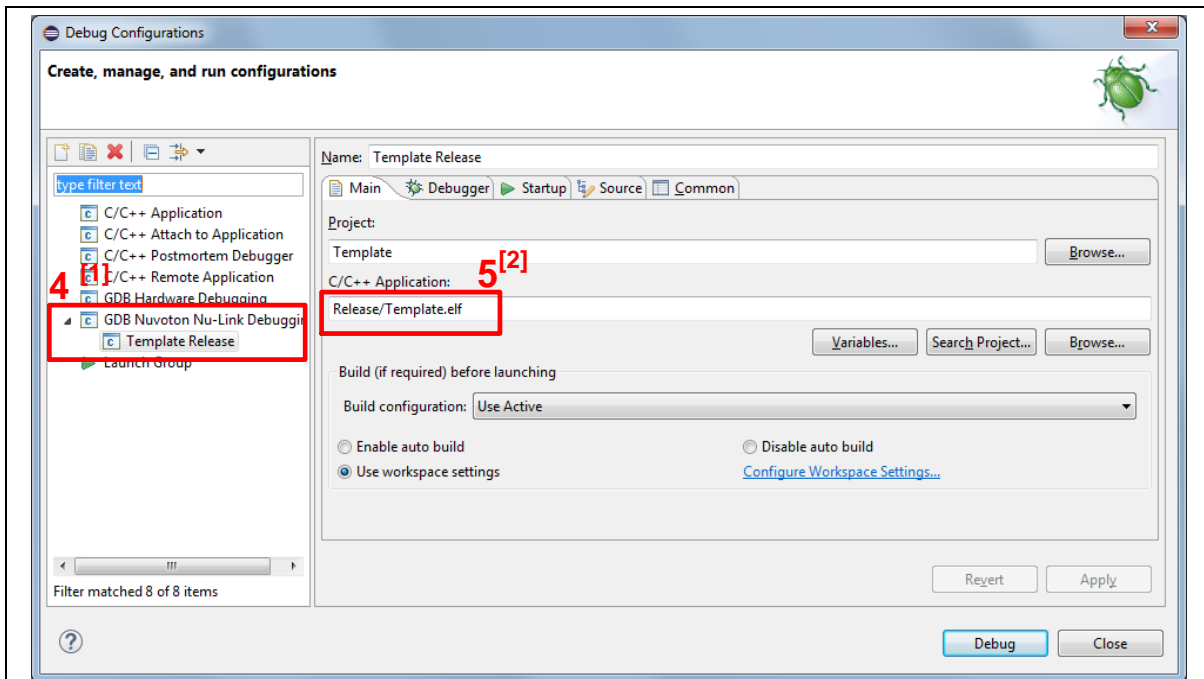 Debug Configurations
Create, manage, and run configurations
Name: Template Release
type filter text
Main
Debugger
Startup
Source
Common
C/C++ Application
C/C++ Attach to Application
C/C++ Postmortem Debugger
C/C++ Remote Application
GDB Hardware Debugging
GDB Nuvoton Nu-Link Debuggin
Template Release
Launch Group
4 [1]
Project:
Template
Browse...
5[2]
C/C++ Application:
Release/Template.elf
Variables...
Search Project...
Browse...
Build (if required) before launching
Build configuration: Use Active
Enable auto build
Disable auto build
Use workspace settings
Configure Workspace Settings...
Filter matched 8 of 8 items
Revert
Apply
?
Debug
Close